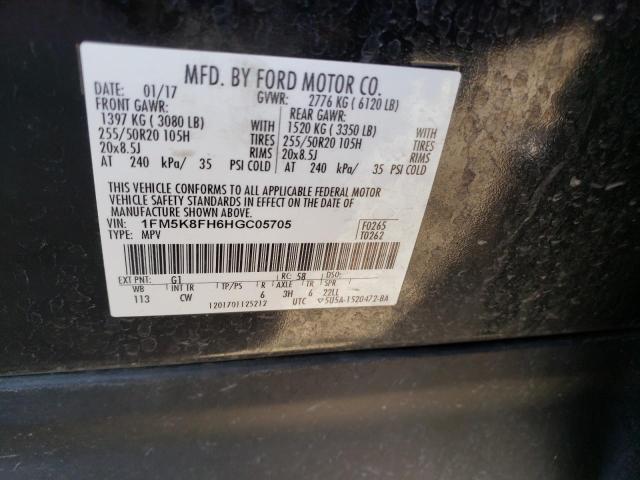 MFD. BY FORD MOTOR CO.
DATE: 01/17 GVWR: 2776 KG ( 6120 LB)
FRONT GAWR: REAR GAWR:
1397 KG ( 3080 LB) WITH 1520 KG ( 3350 LB) WITH
255/50R20 105H TIRES 255/50R20 105H TIRES
20x8.5J RIMS 20x8.5J RIMS
AT 240 kPa/ 35 PSI COLD AT 240 kPa/ 35 PSI COLD
THIS VEHICLE CONFORMS TO ALL APPLICABLE FEDERAL MOTOR
VEHICLE SAFETY STANDARDS IN EFFECT ON THE DATE OF
MANUFACTURE SHOWN ABOVE.
VIN: 1FM5K8FH6HGC05705 F0265
TYPE: MPV T0262
EXT PNT: G1 RC: 58 DSO:
WB INT TR TP/PS R AXLE TR SPR
113 CW 6 3H 6 22LL
1201701125212 UTC ▽5U5A-1520472-BA